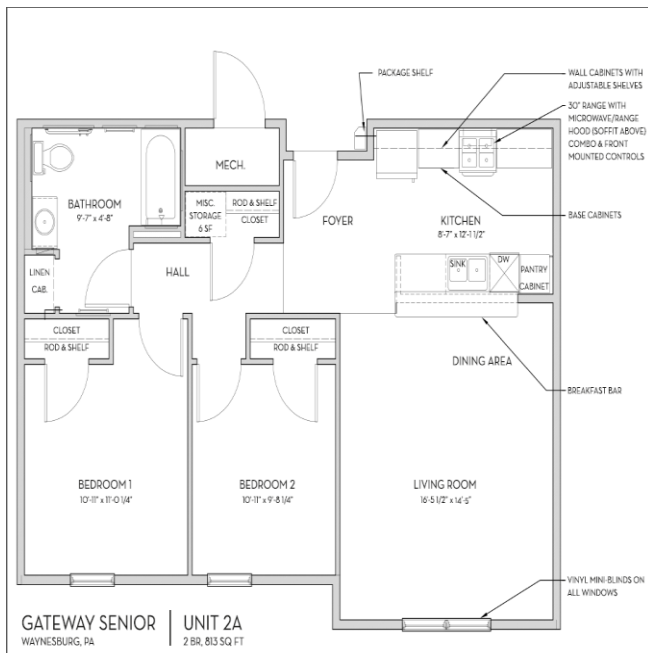 PACKAGE SHELF
WALL CABINETS WITH
ADJUSTABLE SHELVES
30" RANGE WITH
MICROWAVE/RANGE
HOOD (SOFFIT ABOVE)
COMBO & FRONT
MOUNTED CONTROLS
BASE CABINETS
MECH.
BATHROOM
9'-7" x 4'-8"
MISC.
STORAGE
6 SF
ROD & SHELF
CLOSET
FOYER
KITCHEN
8'-7" x 12'-1 1/2"
LINEN
CAB.
HALL
SINK
DW
PANTRY
CABINET
CLOSET
ROD & SHELF
CLOSET
ROD & SHELF
DINING AREA
BREAKFAST BAR
BEDROOM 1
10'-11" x 11'-0 1/4"
BEDROOM 2
10'-11" x 9'-8 1/4"
LIVING ROOM
16'-5 1/2" x 14'-5"
VINYL MINI-BLINDS ON
ALL WINDOWS
GATEWAY SENIOR
WAYNESBURG, PA
UNIT 2A
2 BR, 813 SQ FT